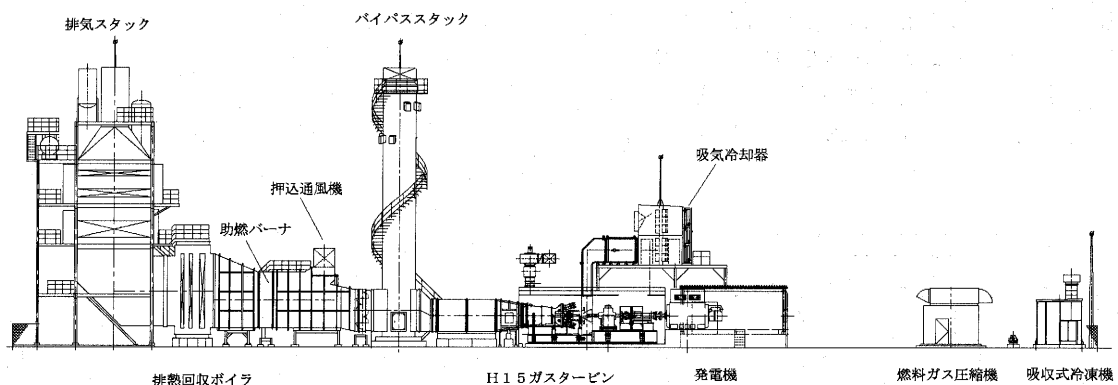 排気スタック
バイパススタック
吸気冷却器
押込通風機
助燃バーナ
排熱回収ボイラ
H15ガスタービン
発電機
燃料ガス圧縮機
吸収式冷凍機